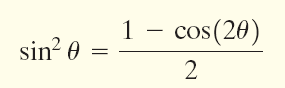 sin² θ = (1 − cos(2θ)) / 2